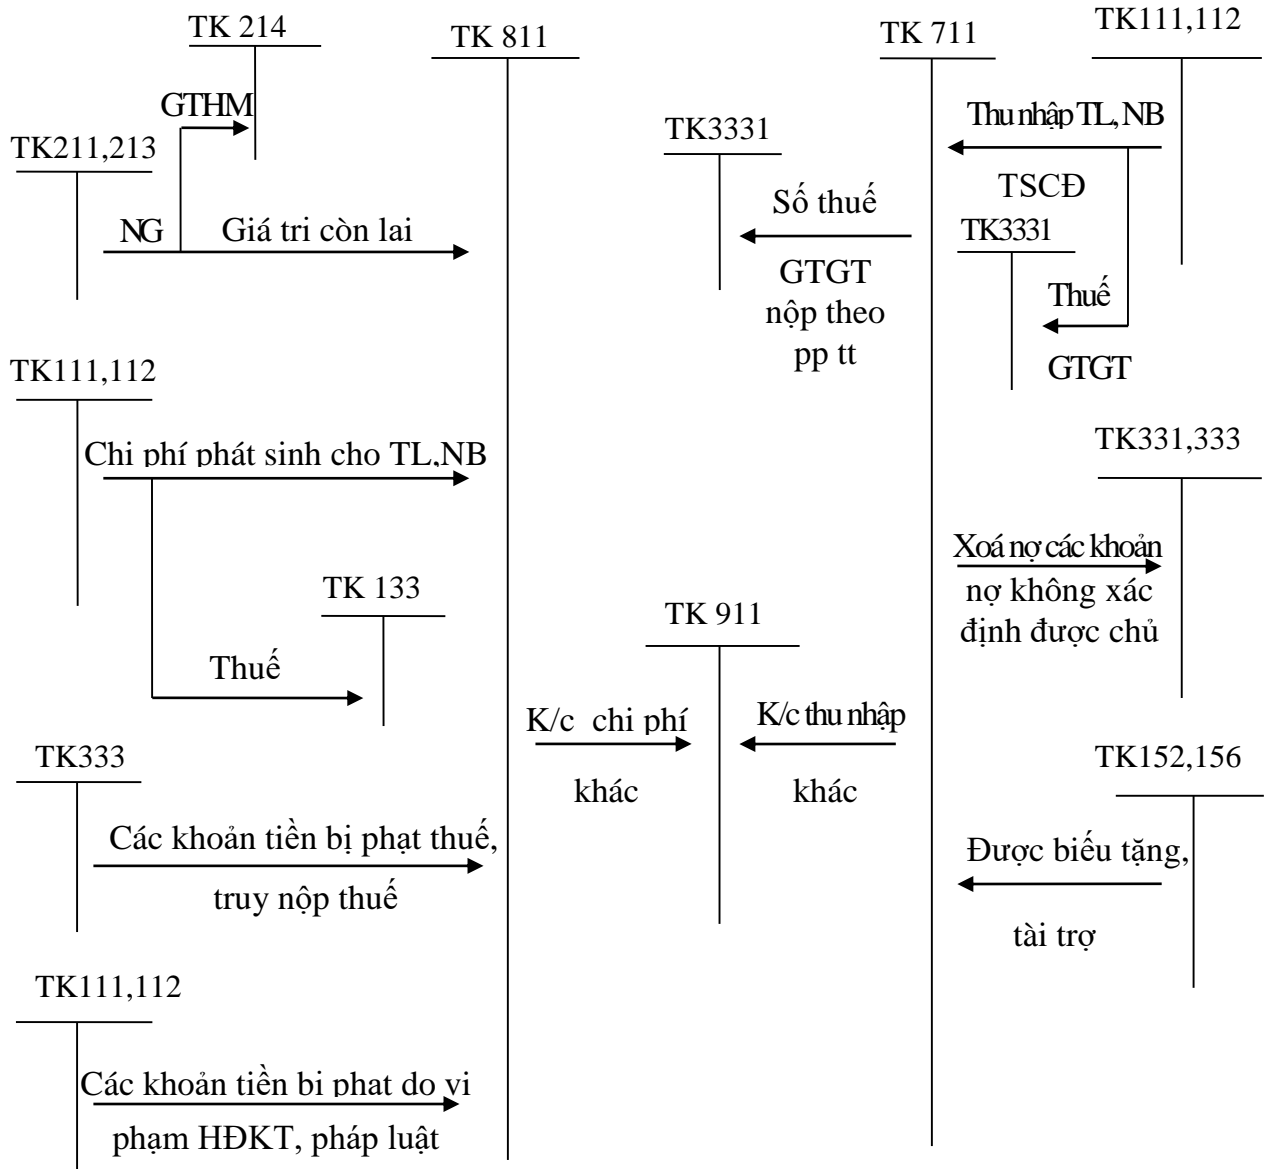 TK 214
TK 811
TK 711
TK111,112
GTHM
TK211,213
NG
Giá tri còn lai
TK3331
Số thuế
GTGT
nộp theo
pp tt
Thu nhập TL, NB
TSCĐ
TK3331
Thuế
GTGT
TK111,112
Chi phí phát sinh cho TL,NB
TK 133
Thuế
TK331,333
Xoá nợ các khoản
nợ không xác
định được chủ
TK 911
K/c chi phí
khác
K/c thu nhập
khác
TK333
Các khoản tiền bị phạt thuế,
truy nộp thuế
TK152,156
Được biếu tặng,
tài trợ
TK111,112
Các khoản tiền bi phat do vi
phạm HĐKT, pháp luật